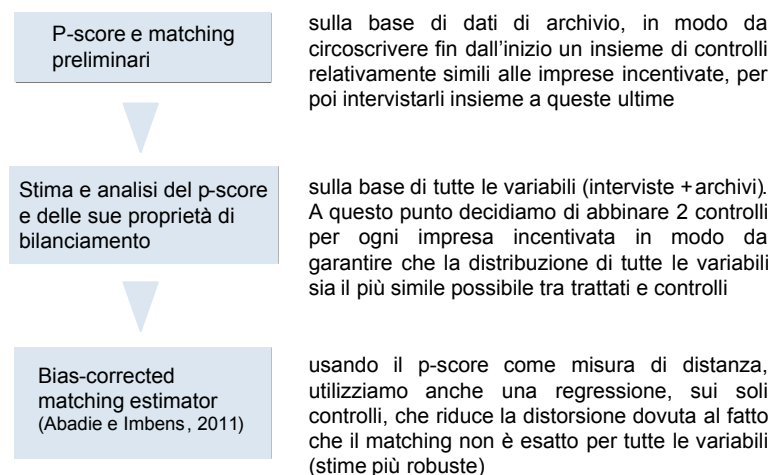 P-score e matching
preliminari
sulla base di dati di archivio, in modo da
circoscrivere fin dall'inizio un insieme di controlli
relativamente simili alle imprese incentivate, per
poi intervistarli insieme a queste ultime
Stima e analisi del p-score
e delle sue proprietà di
bilanciamento
sulla base di tutte le variabili (interviste + archivi).
A questo punto decidiamo di abbinare 2 controlli
per ogni impresa incentivata in modo da
garantire che la distribuzione di tutte le variabili
sia il più simile possibile tra trattati e controlli
Bias-corrected
matching estimator
(Abadie e Imbens, 2011)
usando il p-score come misura di distanza,
utilizziamo anche una regressione, sui soli
controlli, che riduce la distorsione dovuta al fatto
che il matching non è esatto per tutte le variabili
(stime più robuste)